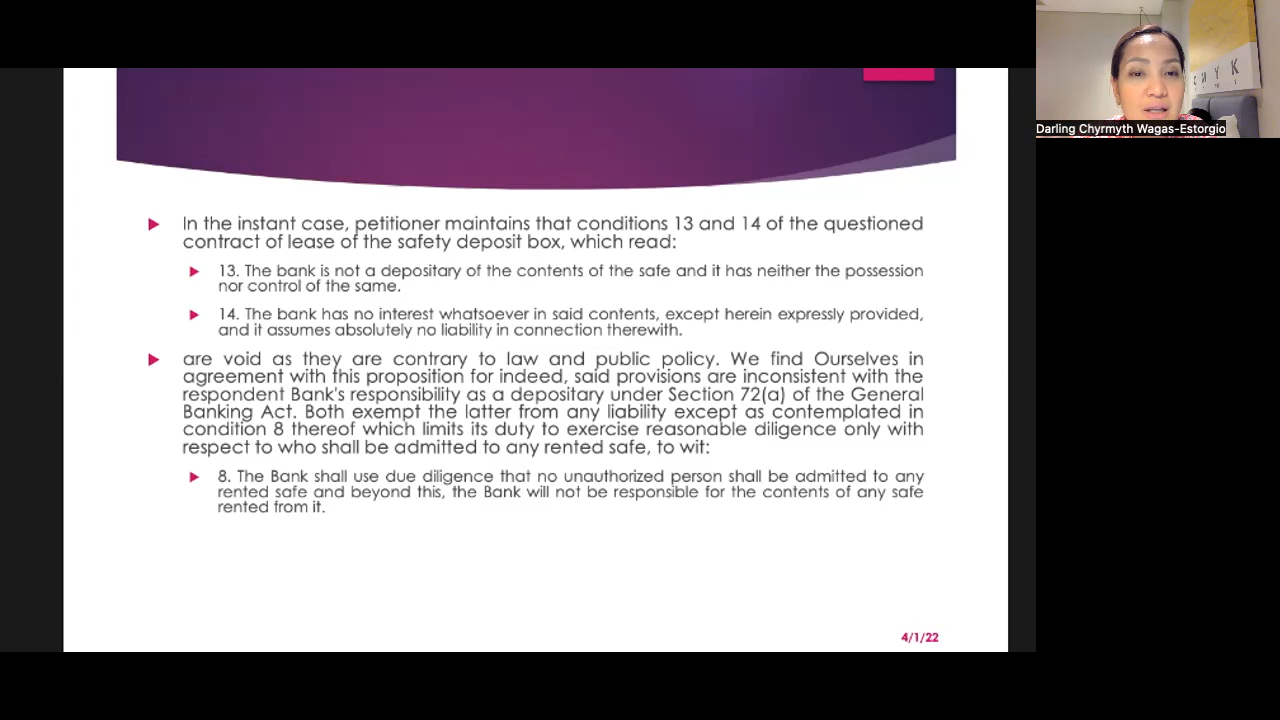 In the instant case, petitioner maintains that conditions 13 and 14 of the questioned
contract of lease of the safety deposit box, which read:
13. The bank is not a depositary of the contents of the safe and it has neither the possession
nor control of the same.
14. The bank has no interest whatsoever in said contents, except herein expressly provided,
and it assumes absolutely no liability in connection therewith.
are void as they are contrary to law and public policy. We find Ourselves in
agreement with this proposition for indeed, said provisions are inconsistent with the
respondent Bank's responsibility as a depositary under Section 72(a) of the General
Banking Act. Both exempt the latter from any liability except as contemplated in
condition 8 thereof which limits its duty to exercise reasonable diligence only with
respect to who shall be admitted to any rented safe, to wit:
8. The Bank shall use due diligence that no unauthorized person shall be admitted to any
rented safe and beyond this, the Bank will not be responsible for the contents of any safe
rented from it.
4/1/22
Darling Chyrmyth Wagas-Estorgio